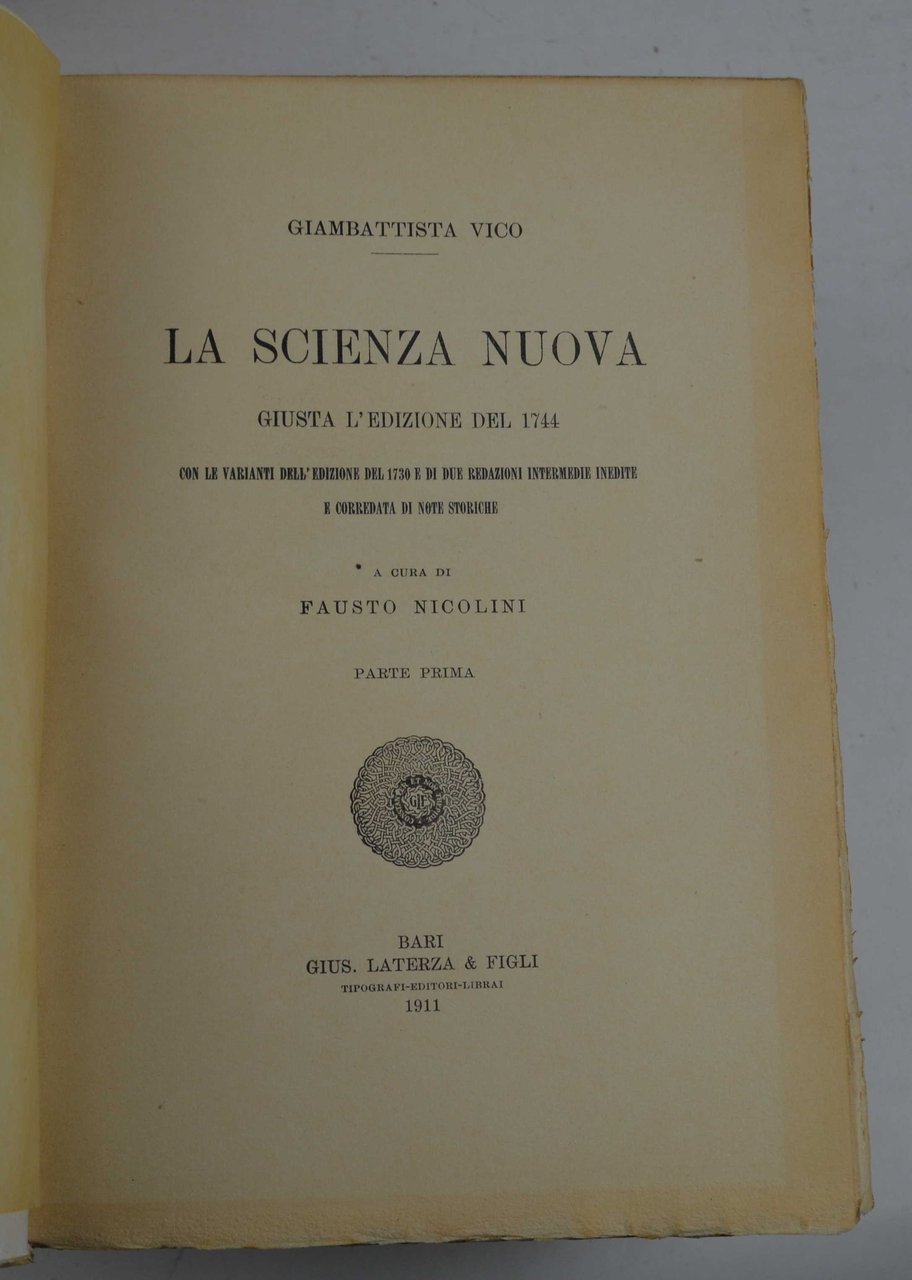 GIAMBATTISTA VICO
LA SCIENZA NUOVA
GIUSTA L'EDIZIONE DEL 1744
CON LE VARIANTI DELL'EDIZIONE DEL 1730 E DI DUE REDAZIONI INTERMEDIE INEDITE
E CORREDATA DI NOTE STORICHE
A CURA DI
FAUSTO NICOLINI
PARTE PRIMA
BARI
GIUS. LATERZA & FIGLI
TIPOGRAFI-EDITORI-LIBRAI
1911